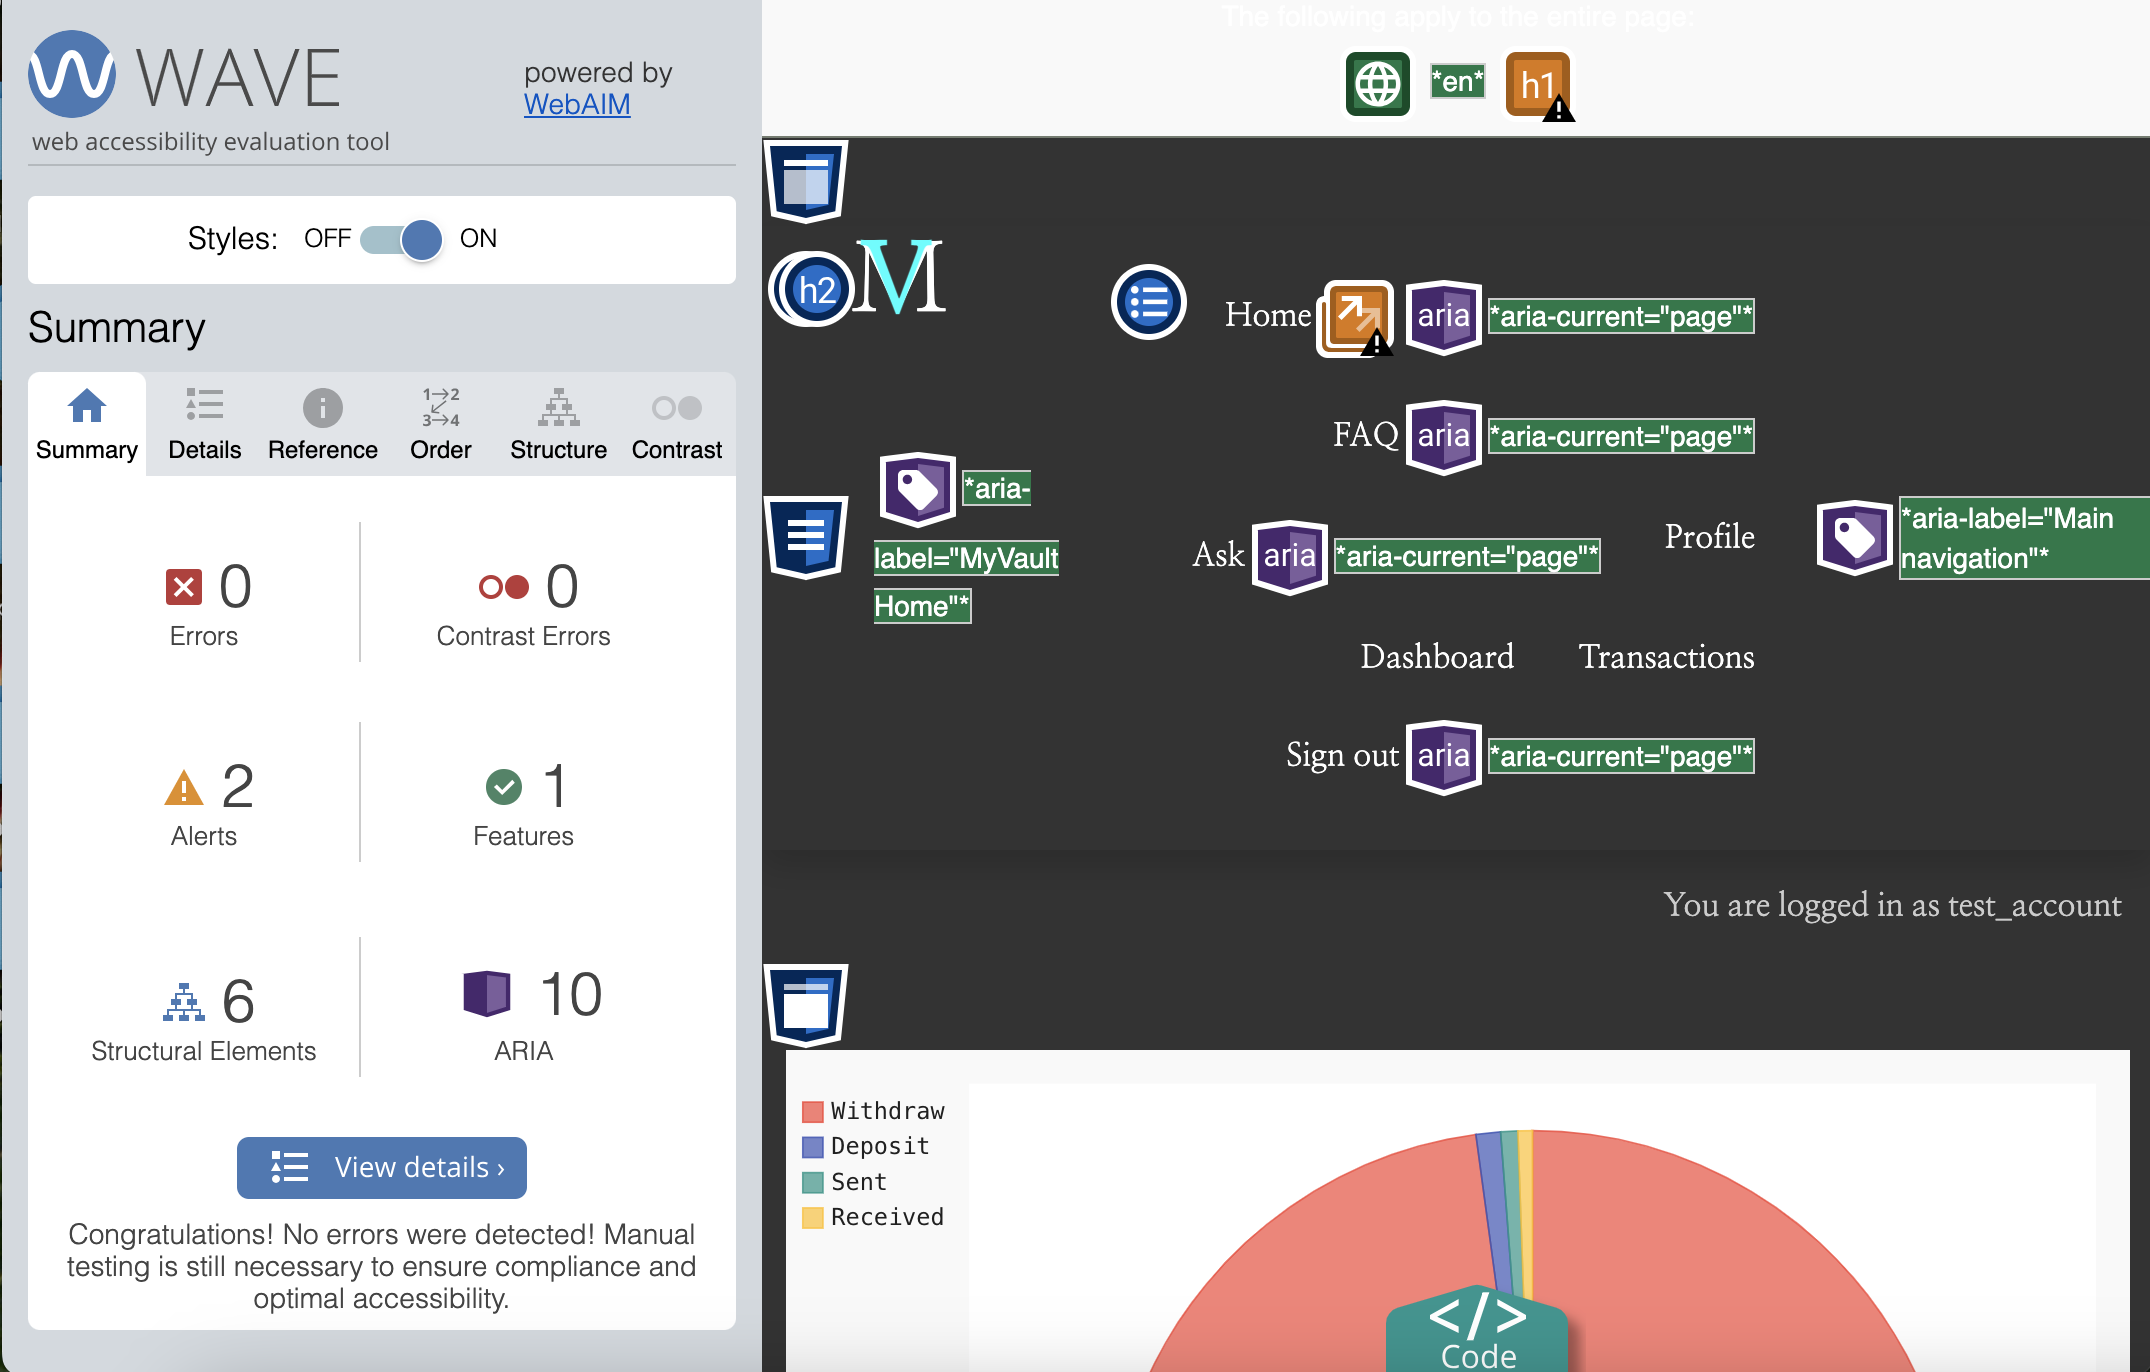 WAVE
powered by
WebAIM
web accessibility evaluation tool
Styles: OFF ON
Summary
1 2
3 4
Summary Details Reference Order Structure Contrast
0
Errors
0
Contrast Errors
2
Alerts
1
Features
6
Structural Elements
10
ARIA
View details ›
Congratulations! No errors were detected! Manual
testing is still necessary to ensure compliance and
optimal accessibility.
The following apply to the entire page:
*en* h1
h2 MV
Home aria *aria-current="page"*
FAQ aria *aria-current="page"*
*aria-
label="MyVault
Home"*
Ask aria *aria-current="page"*
Profile
*aria-label="Main
navigation"*
Dashboard Transactions
Sign out aria *aria-current="page"*
You are logged in as test_account
Withdraw
Deposit
Sent
Received
</>
Code